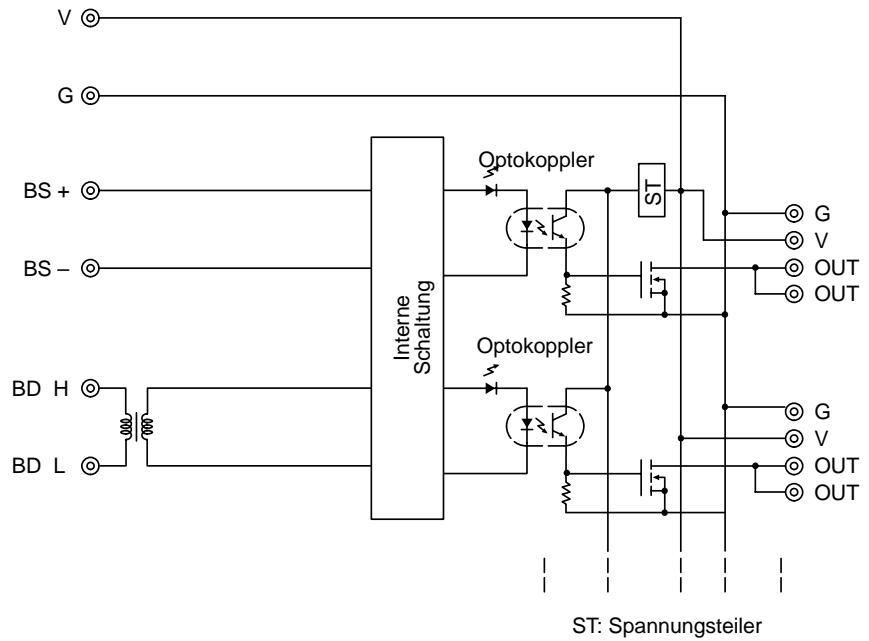 V
G
BS +
BS –
BD H
BD L
Interne
Schaltung
Optokoppler
ST
G
V
OUT
OUT
Optokoppler
G
V
OUT
OUT
ST: Spannungsteiler